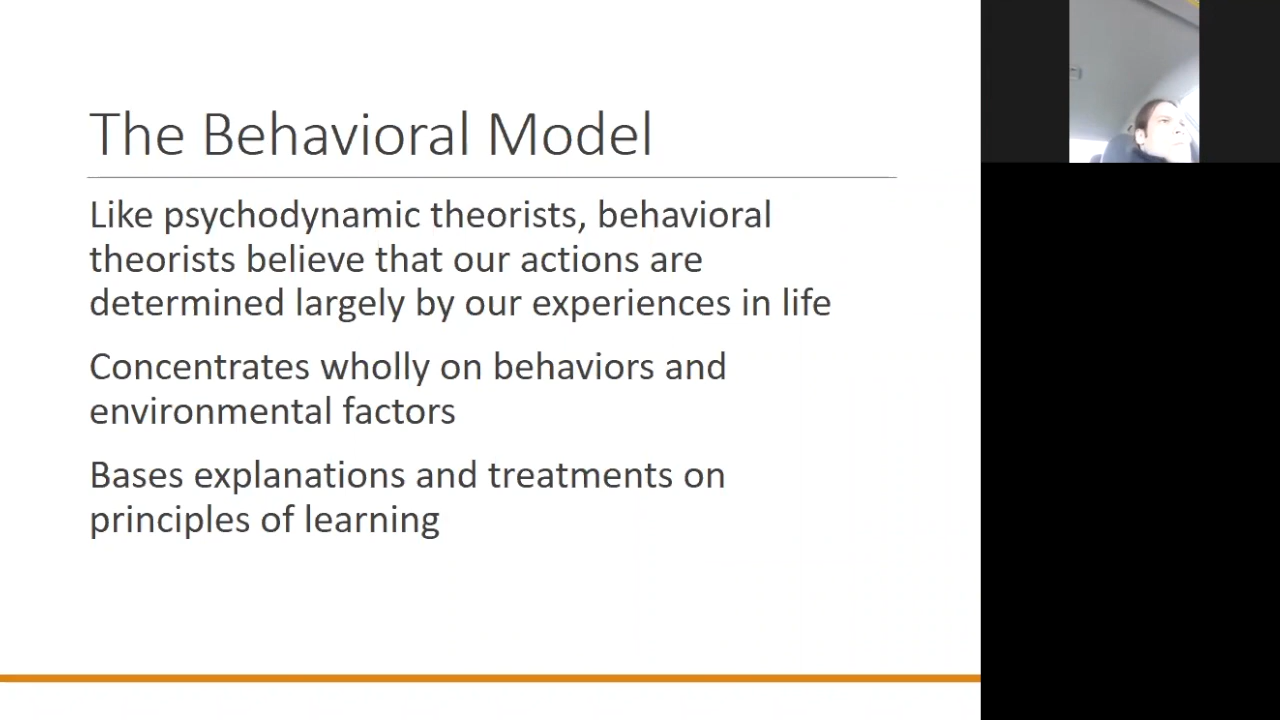 The Behavioral Model
Like psychodynamic theorists, behavioral
theorists believe that our actions are
determined largely by our experiences in life
Concentrates wholly on behaviors and
environmental factors
Bases explanations and treatments on
principles of learning